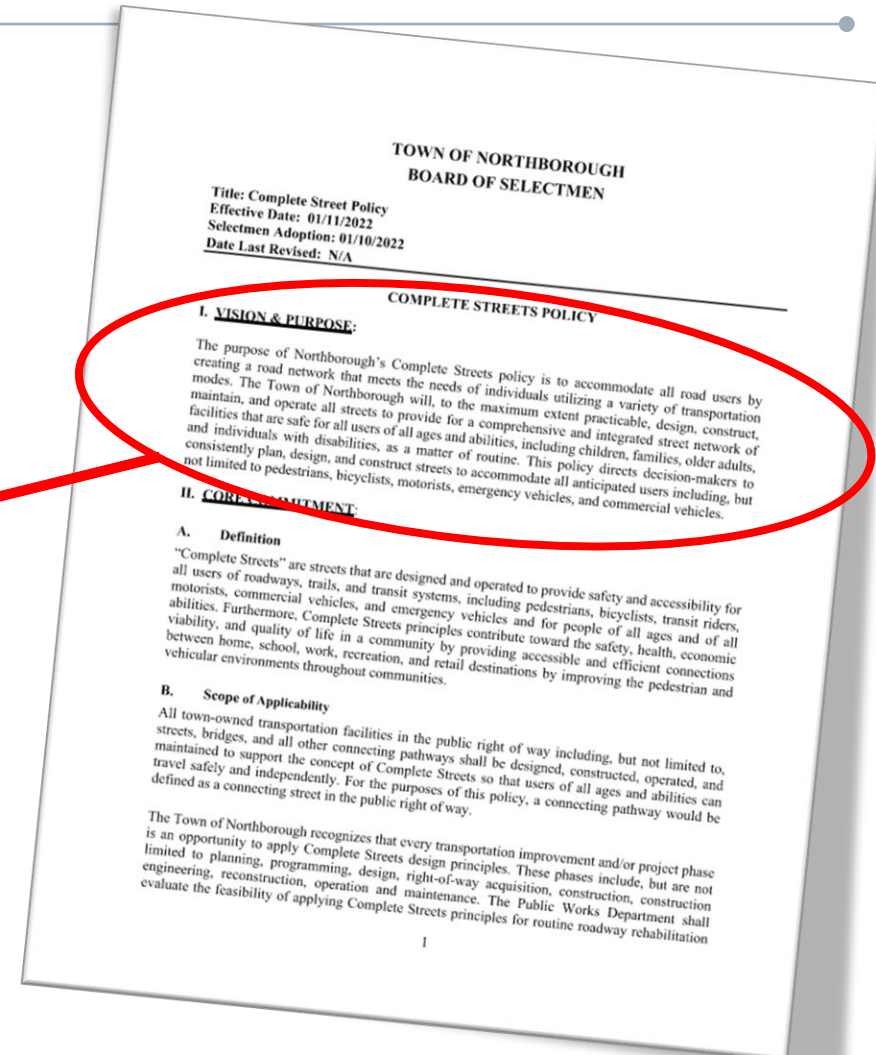 TOWN OF NORTHBOROUGH
BOARD OF SELECTMEN
Title: Complete Street Policy
Effective Date: 01/11/2022
Selectmen Adoption: 01/10/2022
Date Last Revised: N/A
COMPLETE STREETS POLICY
I. VISION & PURPOSE:
The purpose of Northborough's Complete Streets policy is to accommodate all road users by
creating a road network that meets the needs of individuals utilizing a variety of transportation
modes. The Town of Northborough will, to the maximum extent practicable, design, construct,
maintain, and operate all streets to provide for a comprehensive and integrated street network of
facilities that are safe for all users of all ages and abilities, including children, families, older adults,
and individuals with disabilities, as a matter of routine. This policy directs decision-makers to
consistently plan, design, and construct streets to accommodate all anticipated users including, but
not limited to pedestrians, bicyclists, motorists, emergency vehicles, and commercial vehicles.
II. CORE COMMITMENT:
A. Definition
"Complete Streets" are streets that are designed and operated to provide safety and accessibility for
all users of roadways, trails, and transit systems, including pedestrians, bicyclists, transit riders,
motorists, commercial vehicles, and emergency vehicles and for people of all ages and of all
abilities. Furthermore, Complete Streets principles contribute toward the safety, health, economic
viability, and quality of life in a community by providing accessible and efficient connections
between home, school, work, recreation, and retail destinations by improving the pedestrian and
vehicular environments throughout communities.
B. Scope of Applicability
All town-owned transportation facilities in the public right of way including, but not limited to,
streets, bridges, and all other connecting pathways shall be designed, constructed, operated, and
maintained to support the concept of Complete Streets so that users of all ages and abilities can
travel safely and independently. For the purposes of this policy, a connecting pathway would be
defined as a connecting street in the public right of way.
The Town of Northborough recognizes that every transportation improvement and/or project phase
is an opportunity to apply Complete Streets design principles. These phases include, but are not
limited to planning, programming, design, right-of-way acquisition, construction, construction
engineering, reconstruction, operation and maintenance. The Public Works Department shall
evaluate the feasibility of applying Complete Streets principles for routine roadway rehabilitation
1